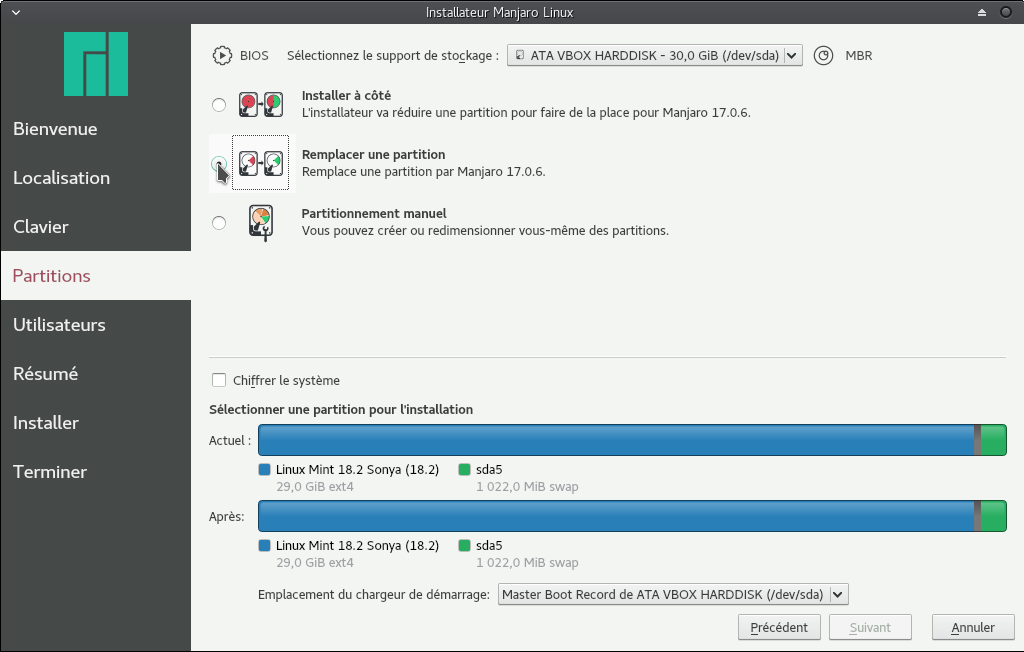 Installateur Manjaro Linux
Bienvenue
Localisation
Clavier
Partitions
Utilisateurs
Résumé
Installer
Terminer
BIOS Sélectionnez le support de stockage : ATA VBOX HARDDISK - 30,0 GiB (/dev/sda) MBR
Installer à côté
L'installateur va réduire une partition pour faire de la place pour Manjaro 17.0.6.
Remplacer une partition
Remplace une partition par Manjaro 17.0.6.
Partitionnement manuel
Vous pouvez créer ou redimensionner vous-même des partitions.
Chiffrer le système
Sélectionner une partition pour l'installation
Actuel :
Linux Mint 18.2 Sonya (18.2) sda5
29,0 GiB ext4 1 022,0 MiB swap
Après:
Linux Mint 18.2 Sonya (18.2) sda5
29,0 GiB ext4 1 022,0 MiB swap
Emplacement du chargeur de démarrage: Master Boot Record de ATA VBOX HARDDISK (/dev/sda)
Précédent Suivant Annuler